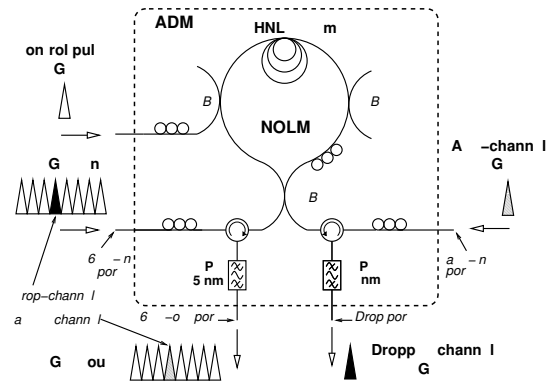 ADM
HNL m
on rol pul
G
B
B
NOLM
A -chann l
G
G n
B
6 -n
por
P
5 nm
P
nm
a -n
por
rop-chann l
a chann l
6 -o por
Drop por
G ou
Dropp chann l
G